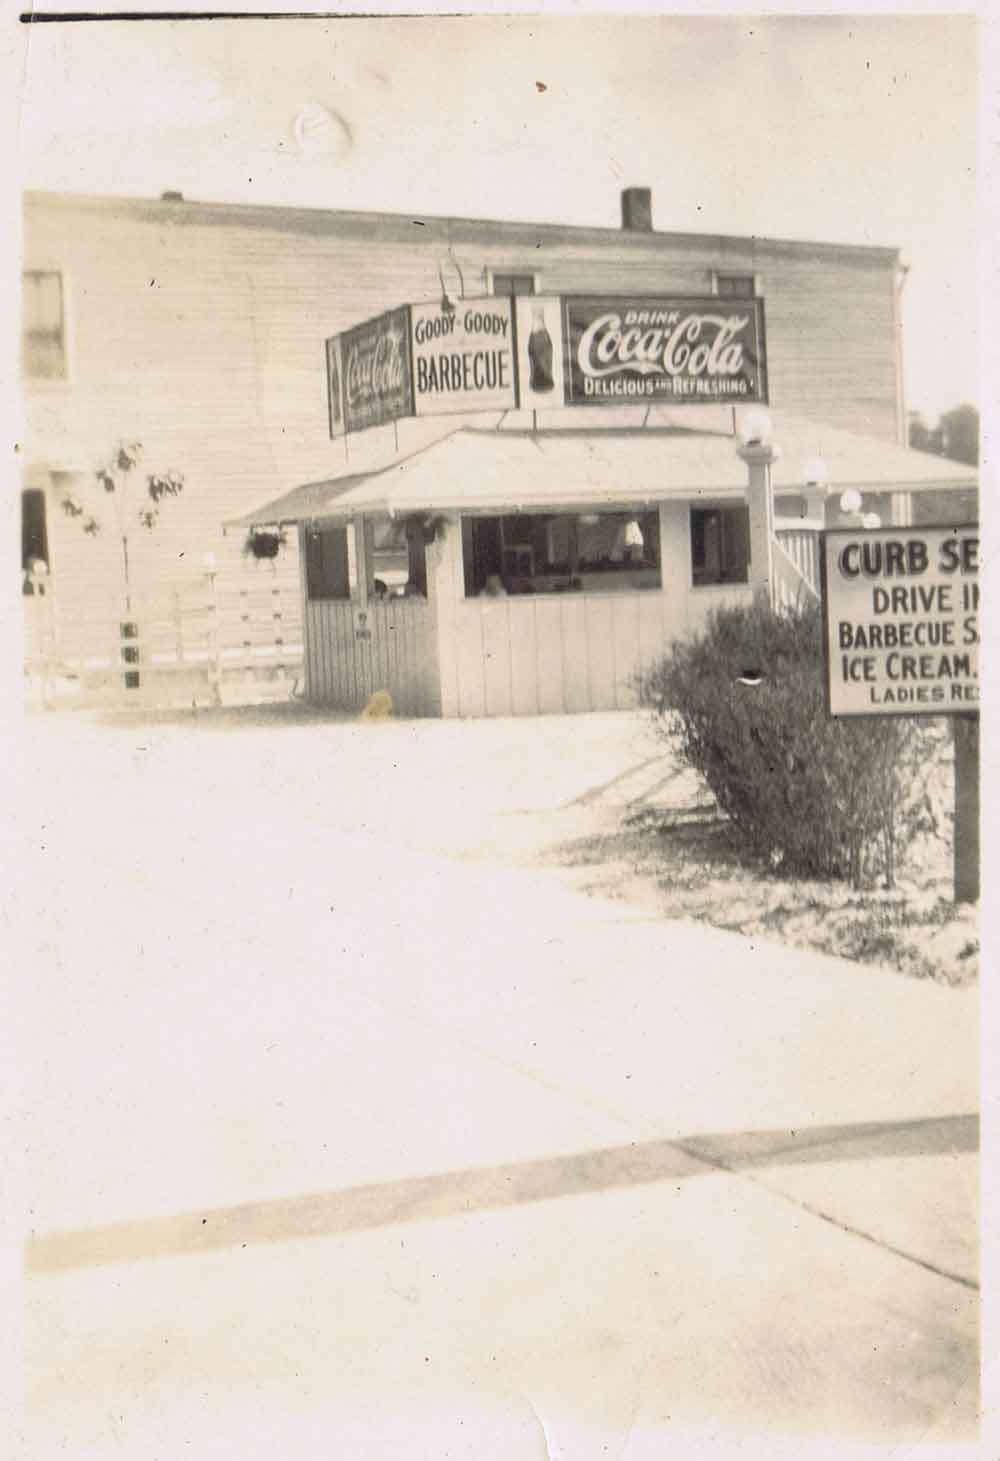 Coca-Cola
GOODY-GOODY
BARBECUE
DRINK
Coca-Cola
DELICIOUS AND REFRESHING
CURB SE
DRIVE IN
BARBECUE S
ICE CREAM.
LADIES RE